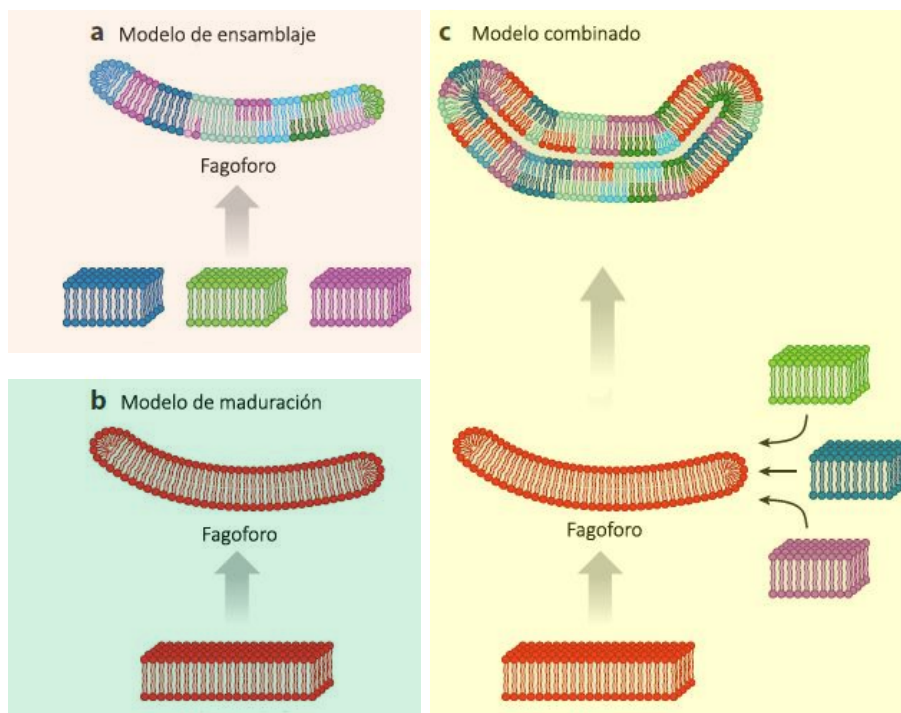 a Modelo de ensamblaje
Fagoforo
b Modelo de maduración
Fagoforo
c Modelo combinado
Fagoforo